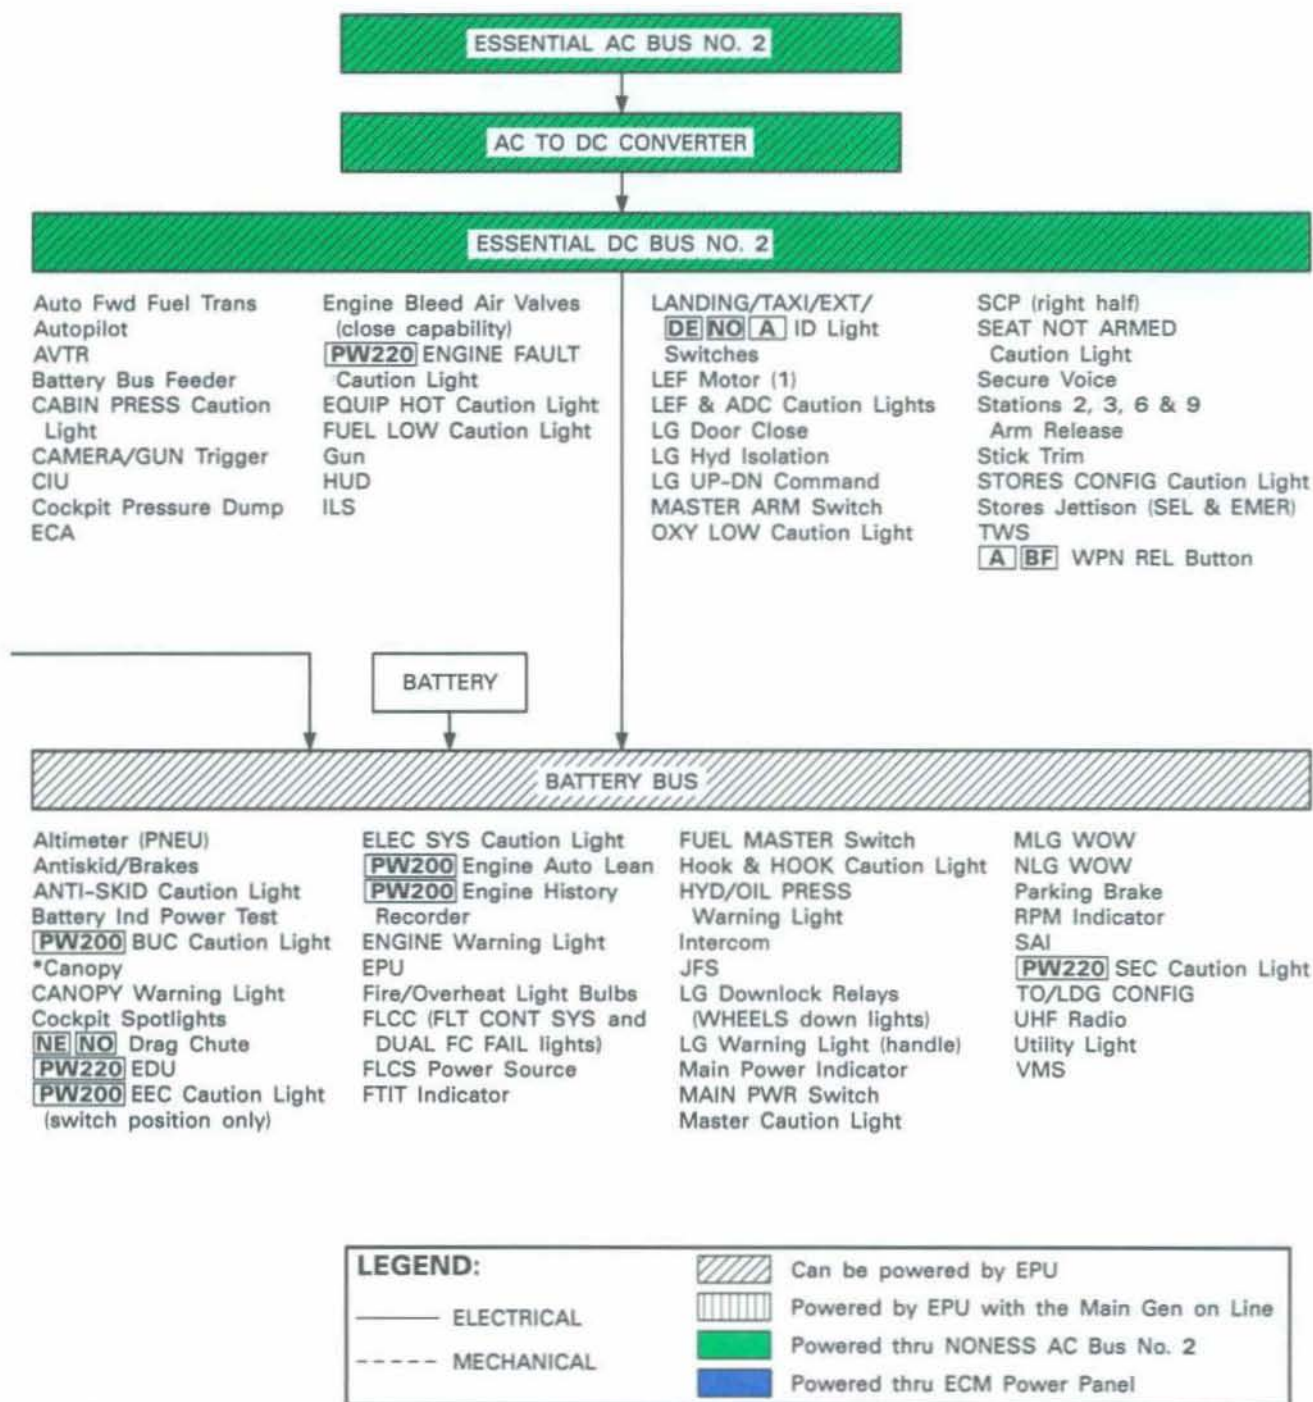 ESSENTIAL AC BUS NO. 2
AC TO DC CONVERTER
ESSENTIAL DC BUS NO. 2
Auto Fwd Fuel Trans
Autopilot
AVTR
Battery Bus Feeder
CABIN PRESS Caution
Light
CAMERA/GUN Trigger
CIU
Cockpit Pressure Dump
ECA
Engine Bleed Air Valves
(close capability)
PW220 ENGINE FAULT
Caution Light
EQUIP HOT Caution Light
FUEL LOW Caution Light
Gun
HUD
ILS
LANDING/TAXI/EXT/
DE NO A ID Light
Switches
LEF Motor (1)
LEF & ADC Caution Lights
LG Door Close
LG Hyd Isolation
LG UP-DN Command
MASTER ARM Switch
OXY LOW Caution Light
SCP (right half)
SEAT NOT ARMED
Caution Light
Secure Voice
Stations 2, 3, 6 & 9
Arm Release
Stick Trim
STORES CONFIG Caution Light
Stores Jettison (SEL & EMER)
TWS
A BF WPN REL Button
BATTERY
BATTERY BUS
Altimeter (PNEU)
Antiskid/Brakes
ANTI-SKID Caution Light
Battery Ind Power Test
PW200 BUC Caution Light
*Canopy
CANOPY Warning Light
Cockpit Spotlights
NE NO Drag Chute
PW220 EDU
PW200 EEC Caution Light
(switch position only)
ELEC SYS Caution Light
PW200 Engine Auto Lean
PW200 Engine History
Recorder
ENGINE Warning Light
EPU
Fire/Overheat Light Bulbs
FLCC (FLT CONT SYS and
DUAL FC FAIL lights)
FLCS Power Source
FTIT Indicator
FUEL MASTER Switch
Hook & HOOK Caution Light
HYD/OIL PRESS
Warning Light
Intercom
JFS
LG Downlock Relays
(WHEELS down lights)
LG Warning Light (handle)
Main Power Indicator
MAIN PWR Switch
Master Caution Light
MLG WOW
NLG WOW
Parking Brake
RPM Indicator
SAI
PW220 SEC Caution Light
TO/LDG CONFIG
UHF Radio
Utility Light
VMS
LEGEND:
ELECTRICAL
MECHANICAL
Can be powered by EPU
Powered by EPU with the Main Gen on Line
Powered thru NONESS AC Bus No. 2
Powered thru ECM Power Panel